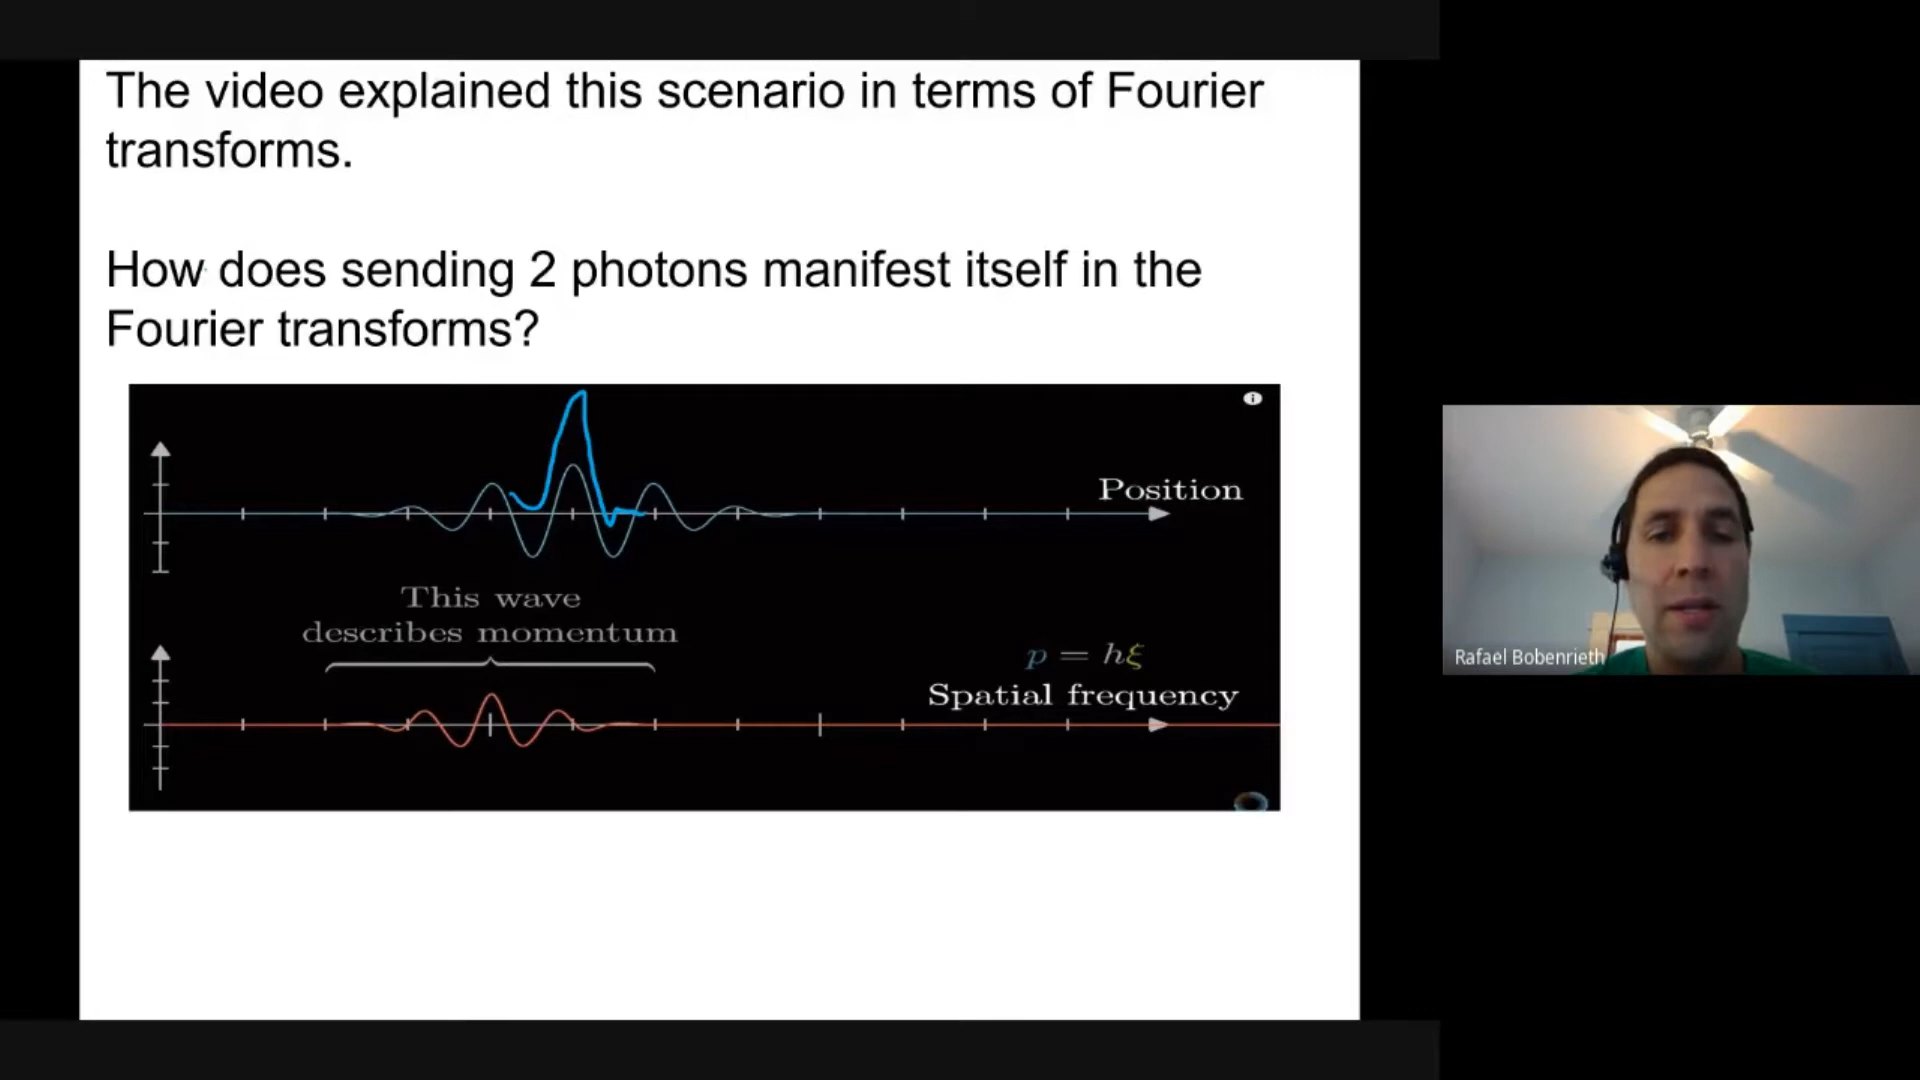 The video explained this scenario in terms of Fourier
transforms.
How does sending 2 photons manifest itself in the
Fourier transforms?
Position
This wave
describes momentum
p = hξ
Spatial frequency
Rafael Bobenrieth